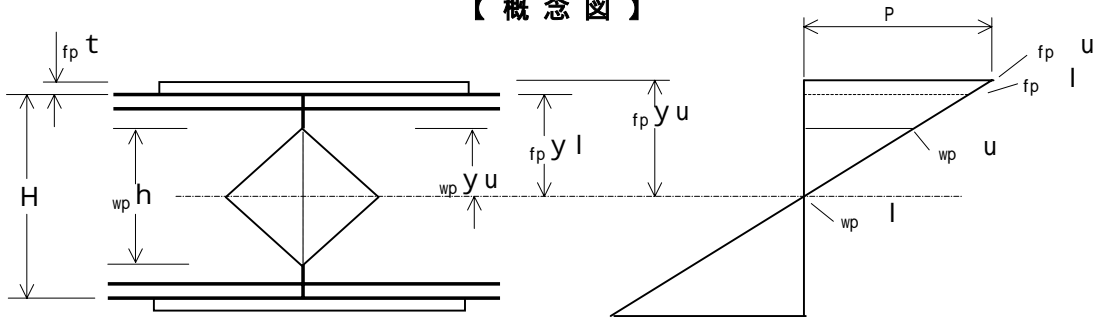 【 概 念 図 】
P
fp t
fp u
fp l
fp y u
fp y l
wp u
wp y u
H
wp h
wp l